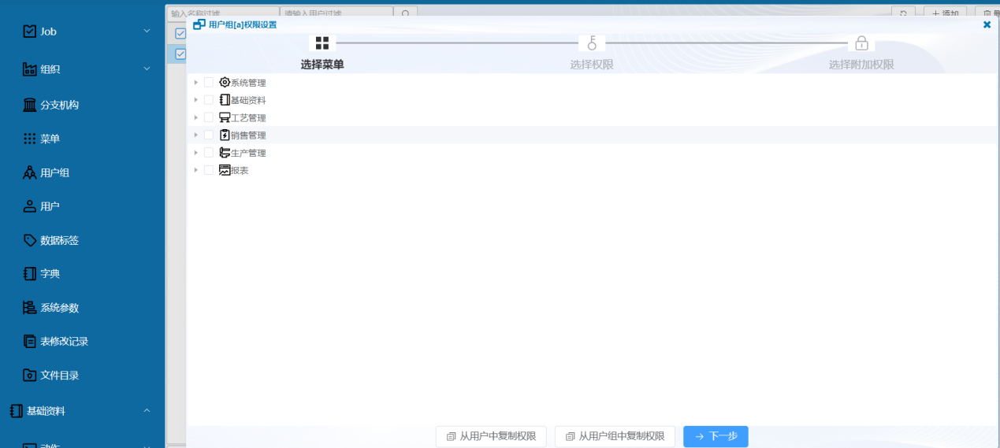 Job
组织
分支机构
菜单
用户组
用户
数据标签
字典
系统参数
表修改记录
文件目录
基础资料
动作
输入名称过滤
请输入用户过滤
添加
用户组[a]权限设置
选择菜单
选择权限
选择附加权限
系统管理
基础资料
工艺管理
销售管理
生产管理
报表
从用户中复制权限
从用户组中复制权限
下一步